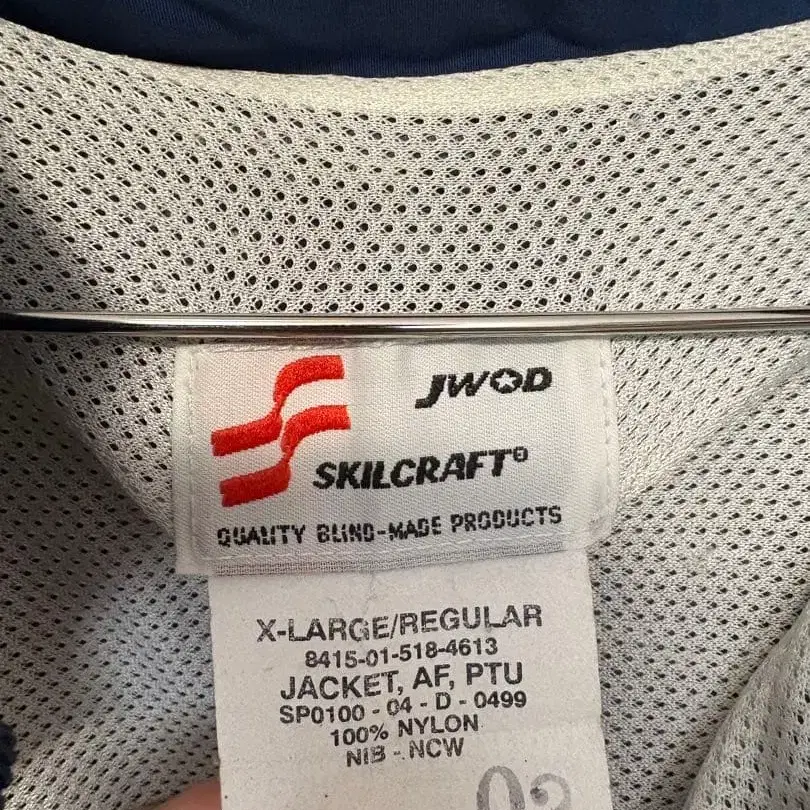 JWOD
SKILCRAFT®
QUALITY BLIND-MADE PRODUCTS
X-LARGE/REGULAR
8415-01-518-4613
JACKET, AF, PTU
SP0100 - 04 - D - 0499
100% NYLON
NIB - NCW